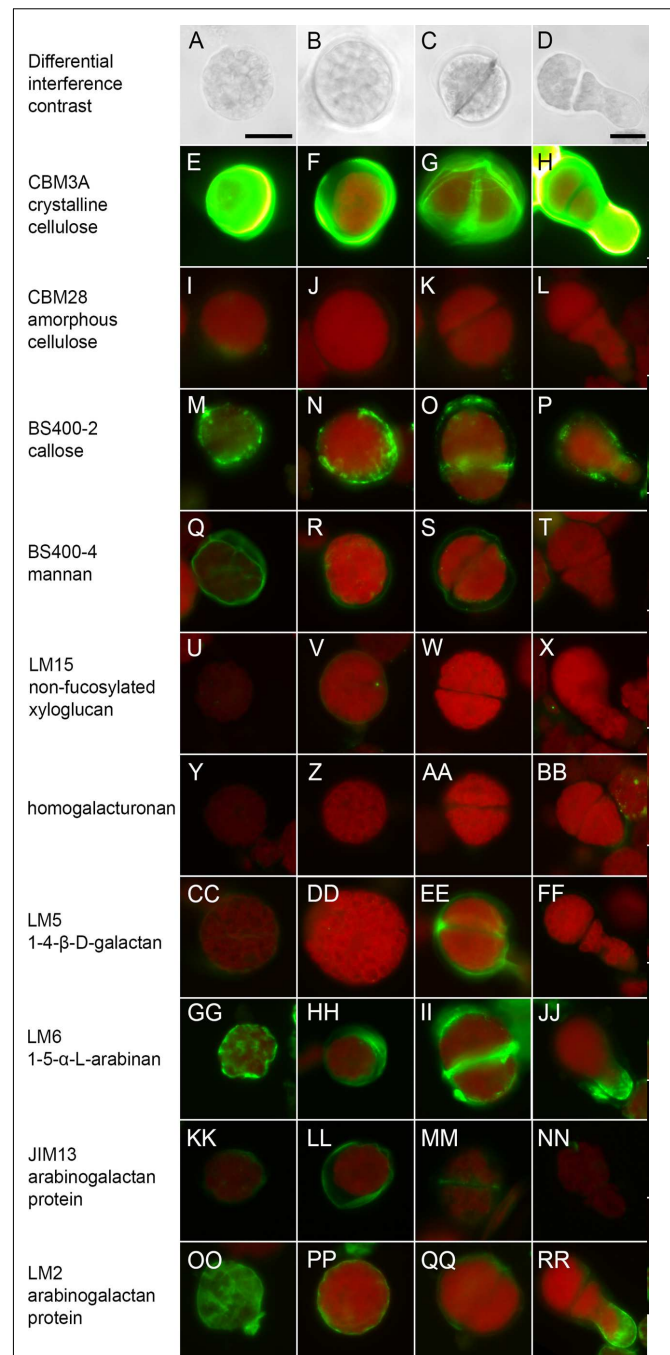 A B C D
Differential
interference
contrast
E F G H
CBM3A
crystalline
cellulose
I J K L
CBM28
amorphous
cellulose
M N O P
BS400-2
callose
Q R S T
BS400-4
mannan
U V W X
LM15
non-fucosylated
xyloglucan
Y Z AA BB
homogalacturonan
CC DD EE FF
LM5
1-4-β-D-galactan
GG HH II JJ
LM6
1-5-α-L-arabinan
KK LL MM NN
JIM13
arabinogalactan
protein
OO PP QQ RR
LM2
arabinogalactan
protein